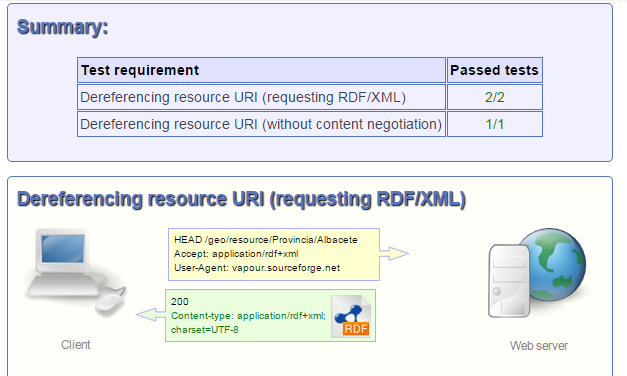 Summary:
Test requirement Passed tests
Dereferencing resource URI (requesting RDF/XML) 2/2
Dereferencing resource URI (without content negotiation) 1/1
Dereferencing resource URI (requesting RDF/XML)
HEAD /geo/resource/Provincia/Albacete
Accept: application/rdf+xml
User-Agent: vapour.sourceforge.net
200
Content-type: application/rdf+xml;
charset=UTF-8
RDF
Client
Web server